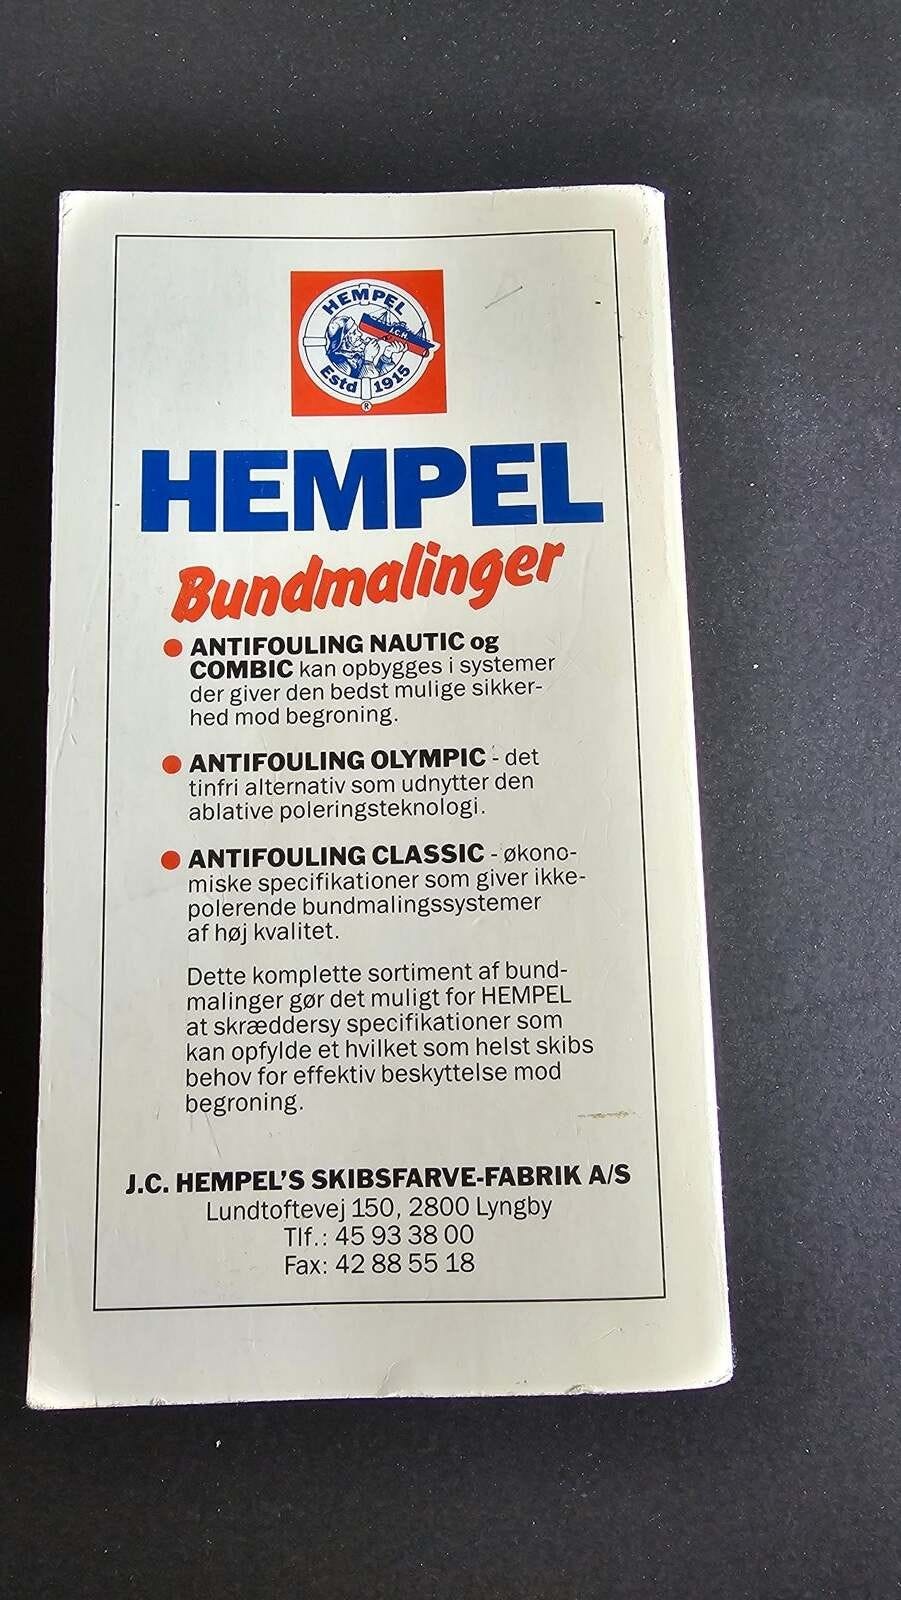 HEMPEL
J.C.H.
Estd 1915
®
HEMPEL
Bundmalinger
● ANTIFOULING NAUTIC og
COMBIC kan opbygges i systemer
der giver den bedst mulige sikker-
hed mod begroning.
● ANTIFOULING OLYMPIC - det
tinfri alternativ som udnytter den
ablative poleringsteknologi.
● ANTIFOULING CLASSIC - økono-
miske specifikationer som giver ikke-
polerende bundmalingssystemer
af høj kvalitet.
Dette komplette sortiment af bund-
malinger gør det muligt for HEMPEL
at skræddersy specifikationer som
kan opfylde et hvilket som helst skibs
behov for effektiv beskyttelse mod
begroning.
J.C. HEMPEL'S SKIBSFARVE-FABRIK A/S
Lundtoftevej 150, 2800 Lyngby
Tlf.: 45 93 38 00
Fax: 42 88 55 18